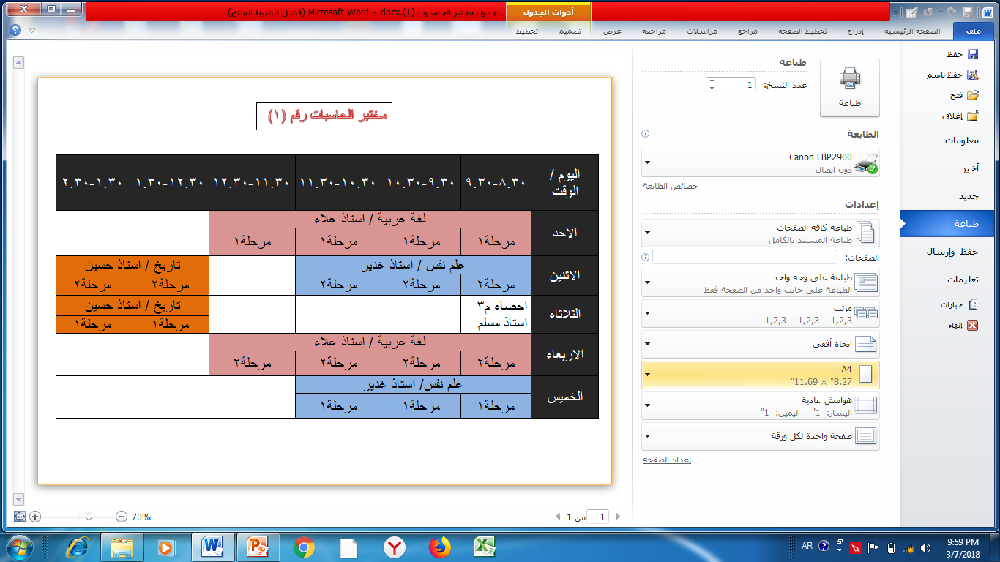 جدول مختبر الحاسوب (1).docx - Microsoft Word (فشل تنشيط المنتج)
أدوات الجدول
ملف
الصفحة الرئيسية
إدراج
تخطيط الصفحة
مراجع
مراسلات
مراجعة
عرض
تصميم
تخطيط
حفظ
حفظ باسم
فتح
إغلاق
معلومات
أخير
جديد
طباعة
حفظ وإرسال
تعليمات
خيارات
إنهاء
طباعة
طباعة
عدد النسخ: 1
الطابعة
Canon LBP2900
دون اتصال
خصائص الطابعة
إعدادات
طباعة كافة الصفحات
طباعة المستند بالكامل
الصفحات:
طباعة على وجه واحد
الطباعة على جانب واحد من الصفحة فقط
مرتب
1,2,3 1,2,3 1,2,3
اتجاه أفقي
A4
8.27" × 11.69"
هوامش عادية
اليسار: 1" اليمين: 1"
صفحة واحدة لكل ورقة
إعداد الصفحة
مختبر الحاسبات رقم (١)
اليوم / الوقت
٨.٣٠-٩.٣٠
٩.٣٠-١٠.٣٠
١٠.٣٠-١١.٣٠
١١.٣٠-١٢.٣٠
١٢.٣٠-١.٣٠
١.٣٠-٢.٣٠
الاحد
لغة عربية / استاذ علاء
مرحلة١ مرحلة١ مرحلة١ مرحلة١
الاثنين
علم نفس / استاذ غدير
تاريخ / استاذ حسين
مرحلة٢ مرحلة٢ مرحلة٢
مرحلة٢ مرحلة٢
الثلاثاء
احصاء م٣
استاذ مسلم
تاريخ / استاذ حسين
مرحلة١ مرحلة١
الاربعاء
لغة عربية / استاذ علاء
مرحلة٢ مرحلة٢ مرحلة٢ مرحلة٢
الخميس
علم نفس/ استاذ غدير
مرحلة١ مرحلة١ مرحلة١
1 من 1
70%
AR
9:59 PM
3/7/2018